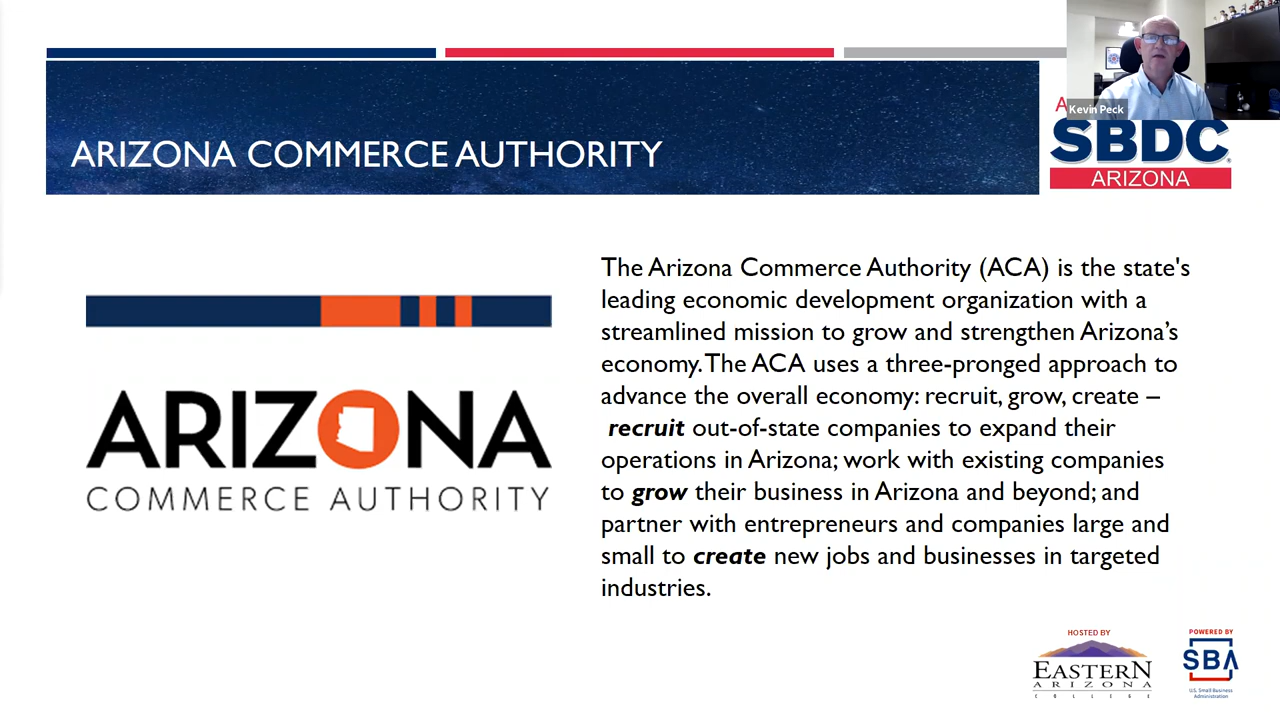 Kevin Peck
ARIZONA COMMERCE AUTHORITY
A
SBDC
ARIZONA
ARIZONA
COMMERCE AUTHORITY
The Arizona Commerce Authority (ACA) is the state's
leading economic development organization with a
streamlined mission to grow and strengthen Arizona’s
economy. The ACA uses a three-pronged approach to
advance the overall economy: recruit, grow, create –
recruit out-of-state companies to expand their
operations in Arizona; work with existing companies
to grow their business in Arizona and beyond; and
partner with entrepreneurs and companies large and
small to create new jobs and businesses in targeted
industries.
HOSTED BY
EASTERN
ARIZONA
COLLEGE
POWERED BY
SBA
U.S. Small Business
Administration